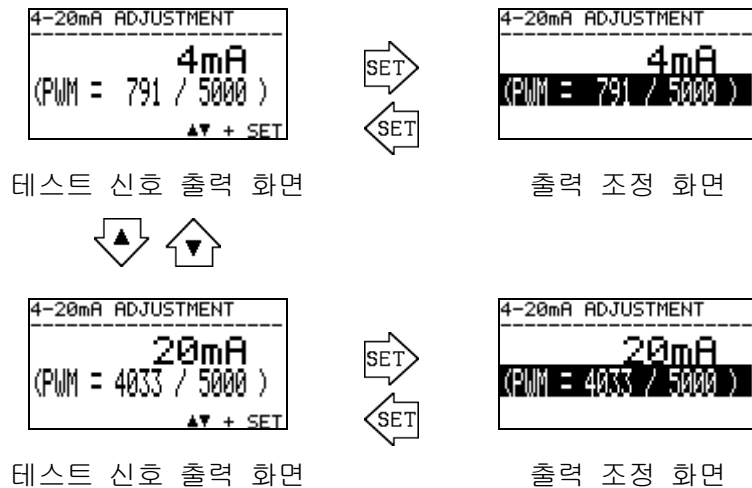 4-20mA ADJUSTMENT
4mA
(PWM = 791 / 5000 )
▲▼ + SET
SET
SET
4-20mA ADJUSTMENT
4mA
(PWM = 791 / 5000 )
테스트 신호 출력 화면
출력 조정 화면
▲ ▼
4-20mA ADJUSTMENT
20mA
(PWM = 4033 / 5000 )
▲▼ + SET
SET
SET
4-20mA ADJUSTMENT
20mA
(PWM = 4033 / 5000 )
테스트 신호 출력 화면
출력 조정 화면